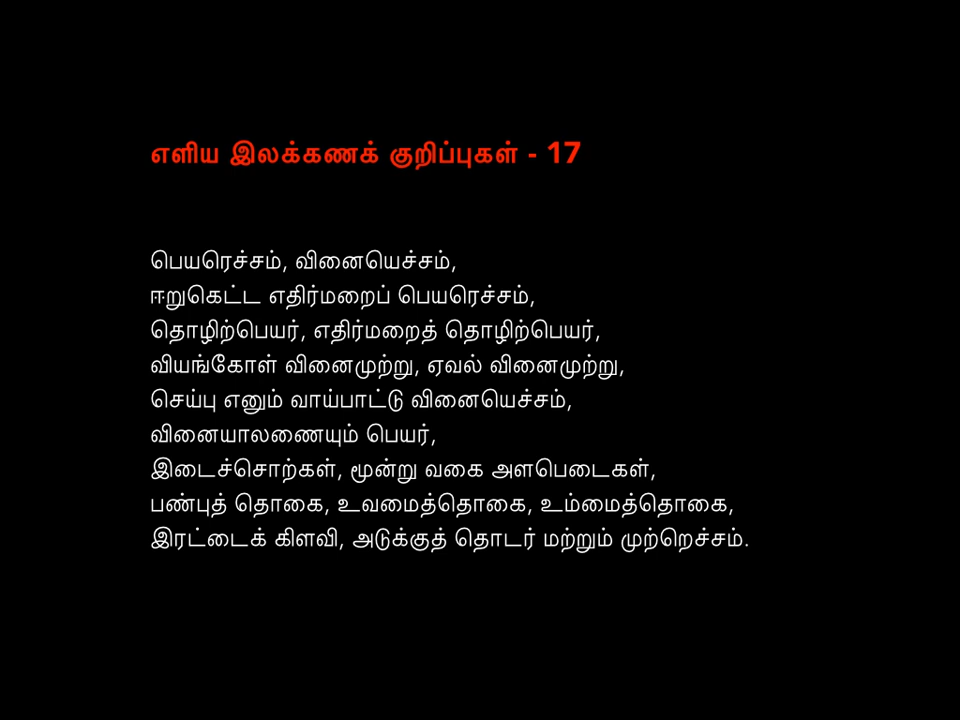 எளிய இலக்கணக் குறிப்புகள் - 17
பெயரெச்சம், வினையெச்சம்,
ஈறுகெட்ட எதிர்மறைப் பெயரெச்சம்,
தொழிற்பெயர், எதிர்மறைத் தொழிற்பெயர்,
வியங்கோள் வினைமுற்று, ஏவல் வினைமுற்று,
செய்பு எனும் வாய்பாட்டு வினையெச்சம்,
வினையாலணையும் பெயர்,
இடைச்சொற்கள், மூன்று வகை அளபெடைகள்,
பண்புத் தொகை, உவமைத்தொகை, உம்மைத்தொகை,
இரட்டைக் கிளவி, அடுக்குத் தொடர் மற்றும் முற்றெச்சம்.